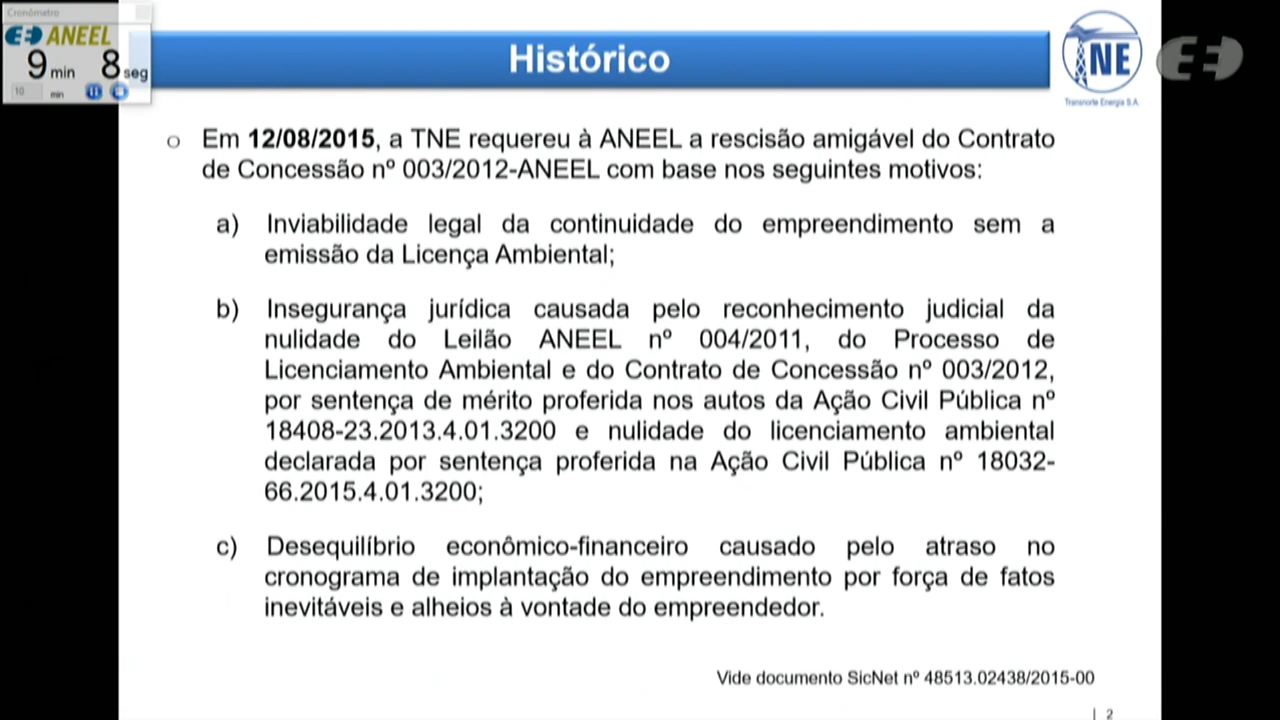 Cronômetro
ANEEL
9 min 8 seg
10 min
Histórico
TNE
Transnorte Energia S.A.
o Em 12/08/2015, a TNE requereu à ANEEL a rescisão amigável do Contrato
de Concessão nº 003/2012-ANEEL com base nos seguintes motivos:
a) Inviabilidade legal da continuidade do empreendimento sem a
emissão da Licença Ambiental;
b) Insegurança jurídica causada pelo reconhecimento judicial da
nulidade do Leilão ANEEL nº 004/2011, do Processo de
Licenciamento Ambiental e do Contrato de Concessão nº 003/2012,
por sentença de mérito proferida nos autos da Ação Civil Pública nº
18408-23.2013.4.01.3200 e nulidade do licenciamento ambiental
declarada por sentença proferida na Ação Civil Pública nº 18032-
66.2015.4.01.3200;
c) Desequilíbrio econômico-financeiro causado pelo atraso no
cronograma de implantação do empreendimento por força de fatos
inevitáveis e alheios à vontade do empreendedor.
Vide documento SicNet nº 48513.02438/2015-00
| 2